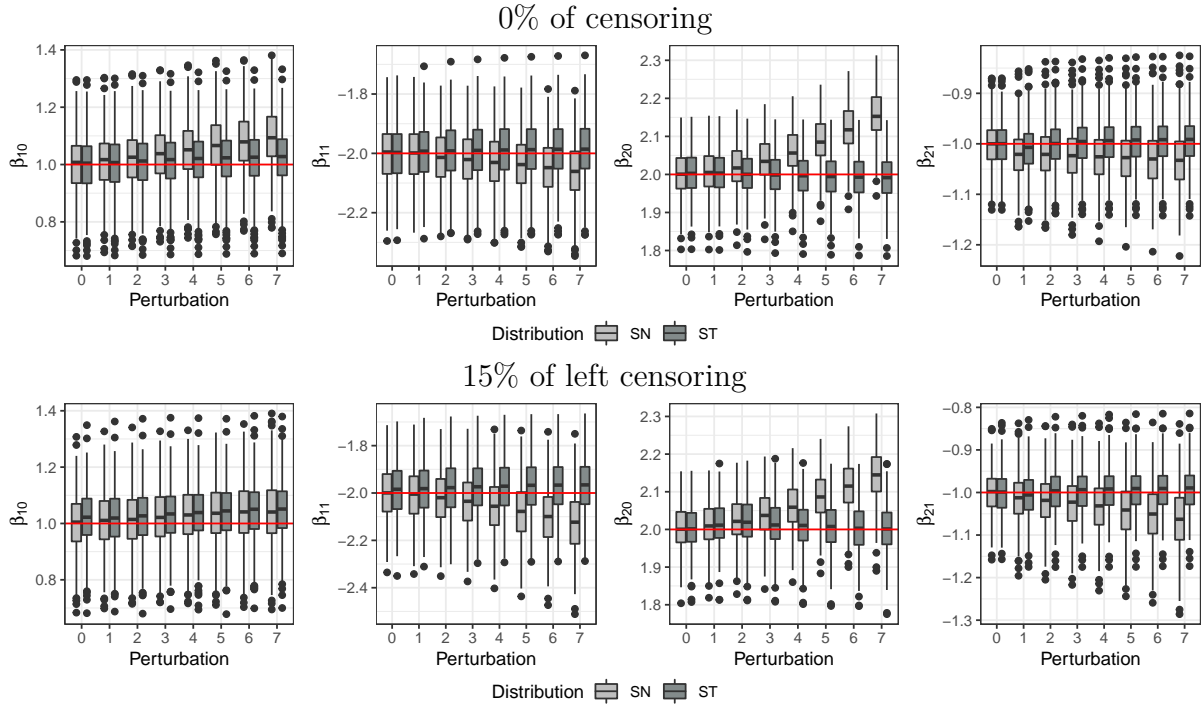 0% of censoring
β10
1.4
1.2
1.0
0.8
0 1 2 3 4 5 6 7
Perturbation
β11
−1.8
−2.0
−2.2
0 1 2 3 4 5 6 7
Perturbation
β20
2.3
2.2
2.1
2.0
1.9
1.8
0 1 2 3 4 5 6 7
Perturbation
β21
−0.9
−1.0
−1.1
−1.2
0 1 2 3 4 5 6 7
Perturbation
Distribution SN ST
15% of left censoring
β10
1.4
1.2
1.0
0.8
0 1 2 3 4 5 6 7
Perturbation
β11
−1.8
−2.0
−2.2
−2.4
0 1 2 3 4 5 6 7
Perturbation
β20
2.3
2.2
2.1
2.0
1.9
1.8
0 1 2 3 4 5 6 7
Perturbation
β21
−0.8
−0.9
−1.0
−1.1
−1.2
−1.3
0 1 2 3 4 5 6 7
Perturbation
Distribution SN ST